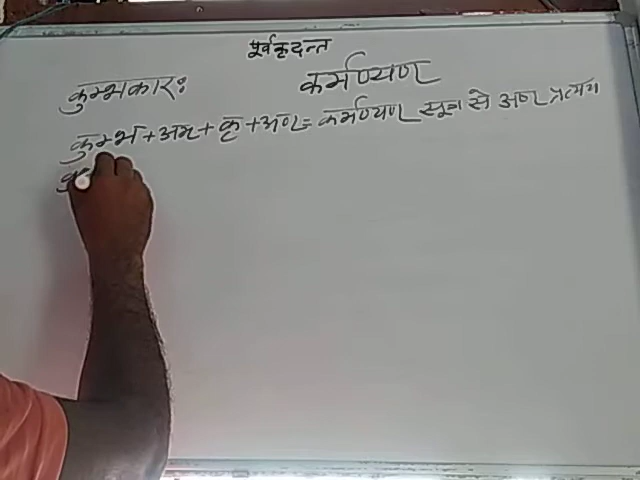 पूर्वकृदन्त
कुम्भकारः कर्मण्यण
कुम्भ+अम+कृ+अण= कर्मण्यण सूत्र से अण प्रत्यय